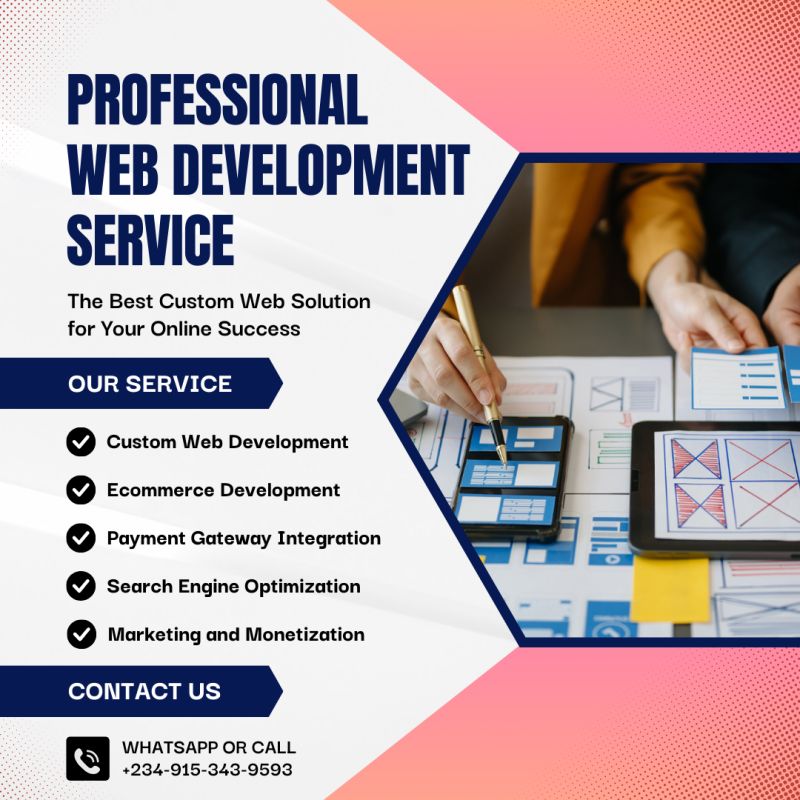 PROFESSIONAL
WEB DEVELOPMENT
SERVICE
The Best Custom Web Solution
for Your Online Success
OUR SERVICE
Custom Web Development
Ecommerce Development
Payment Gateway Integration
Search Engine Optimization
Marketing and Monetization
CONTACT US
WHATSAPP OR CALL
+234-915-343-9593